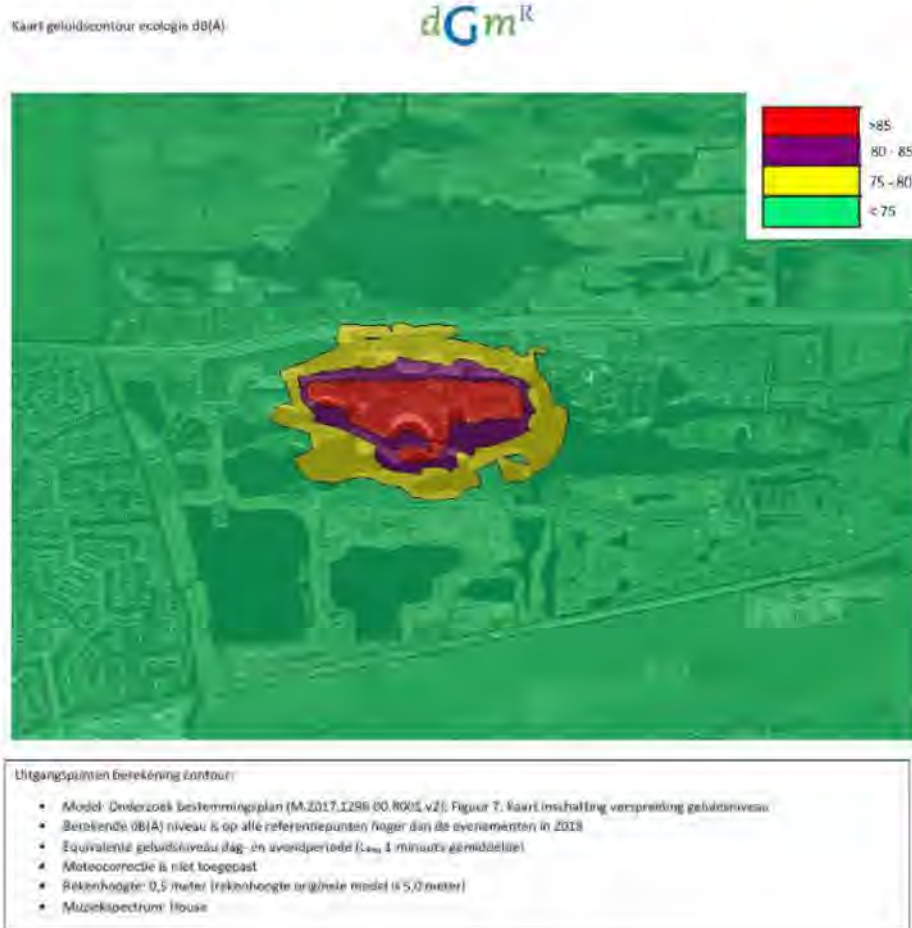 Kaart geluidscontour ecologie dB(A)
dGmR
>85
80 - 85
75 - 80
< 75
Uitgangspunten berekening contour:
• Model: Onderzoek bestemmingsplan (M.2017.1296.00.R001 v2); Figuur 7. Kaart inschatting verspreiding geluidsniveau
• Berekende dB(A) niveau is op alle referentiepunten hoger dan de evenementen in 2018
• Equivalente geluidsniveau dag- en avondperiode 1 minuuts gemiddelde)
• Meteocorrectie is niet toegepast
• Rekenhoogte: 0,5 meter (rekenhoogte originele model is 5,0 meter)
• Muziekspectrum: House